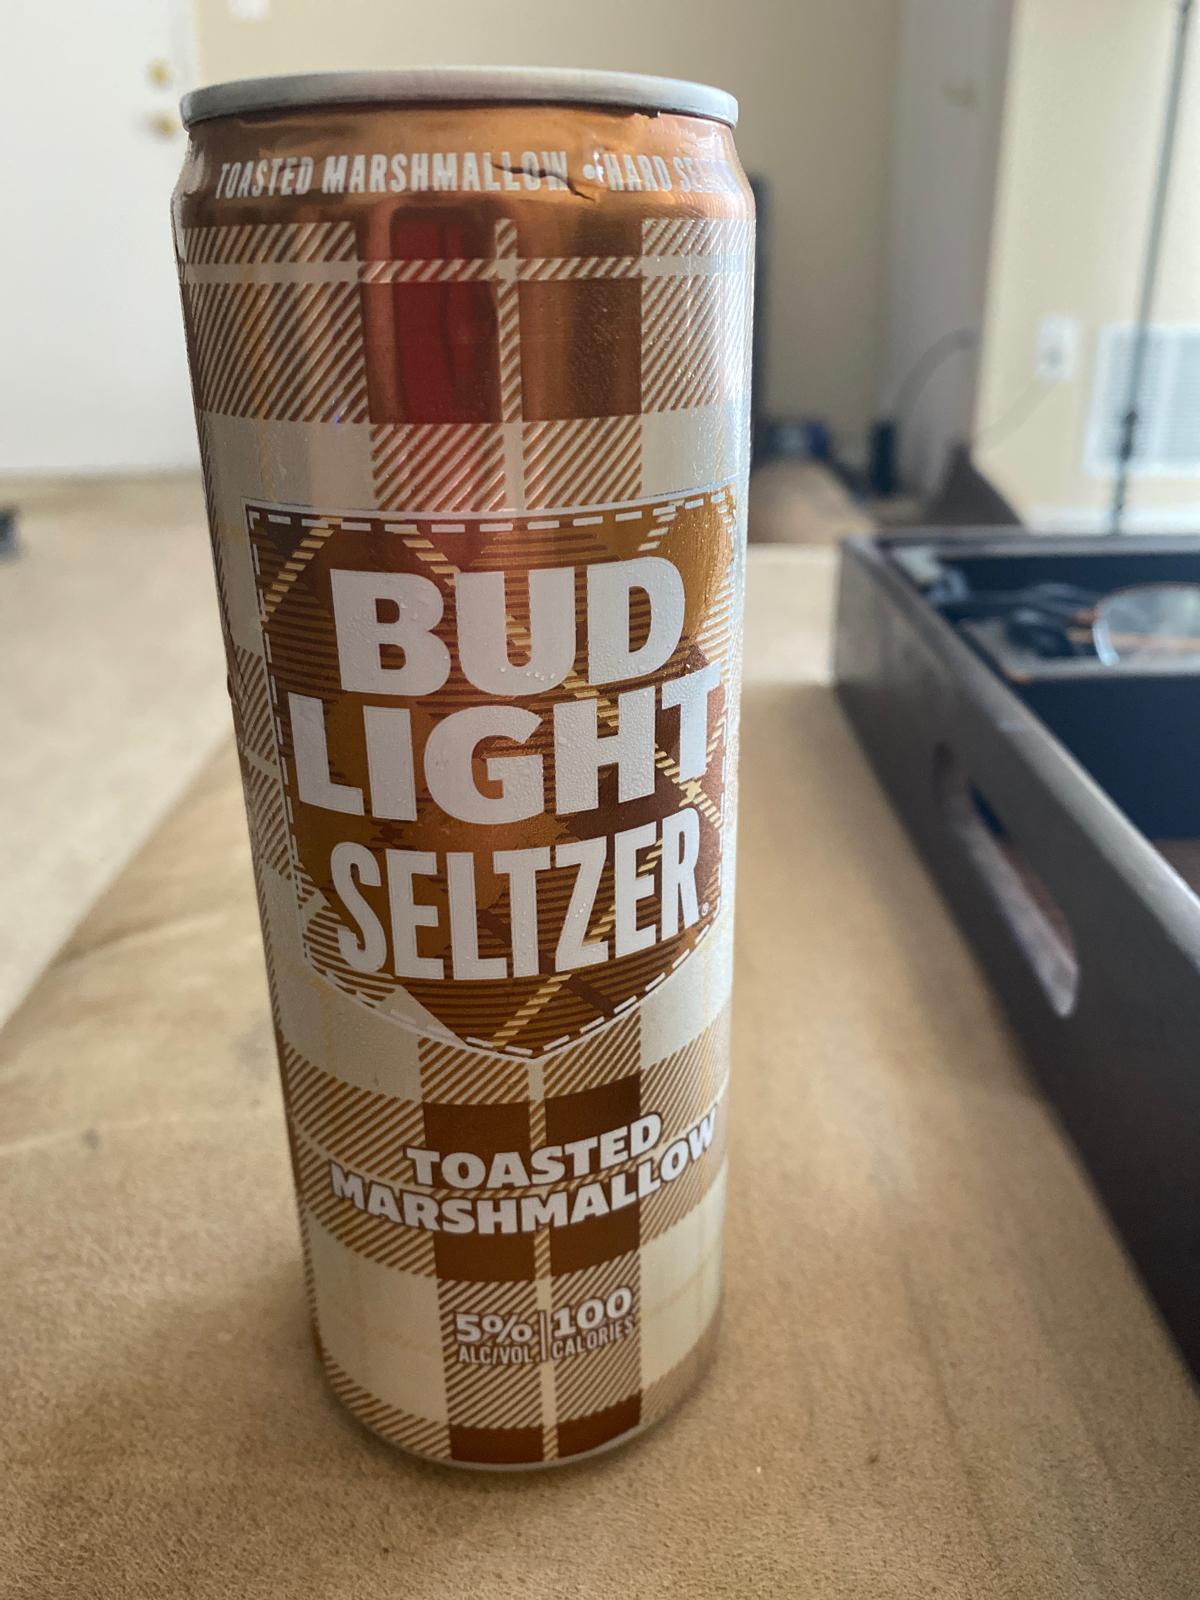 TOASTED MARSHMALLOW • HARD
BUD
LIGHT
SELTZER
TOASTED
MARSHMALLOW
5% | 100
ALC/VOL | CALORIES